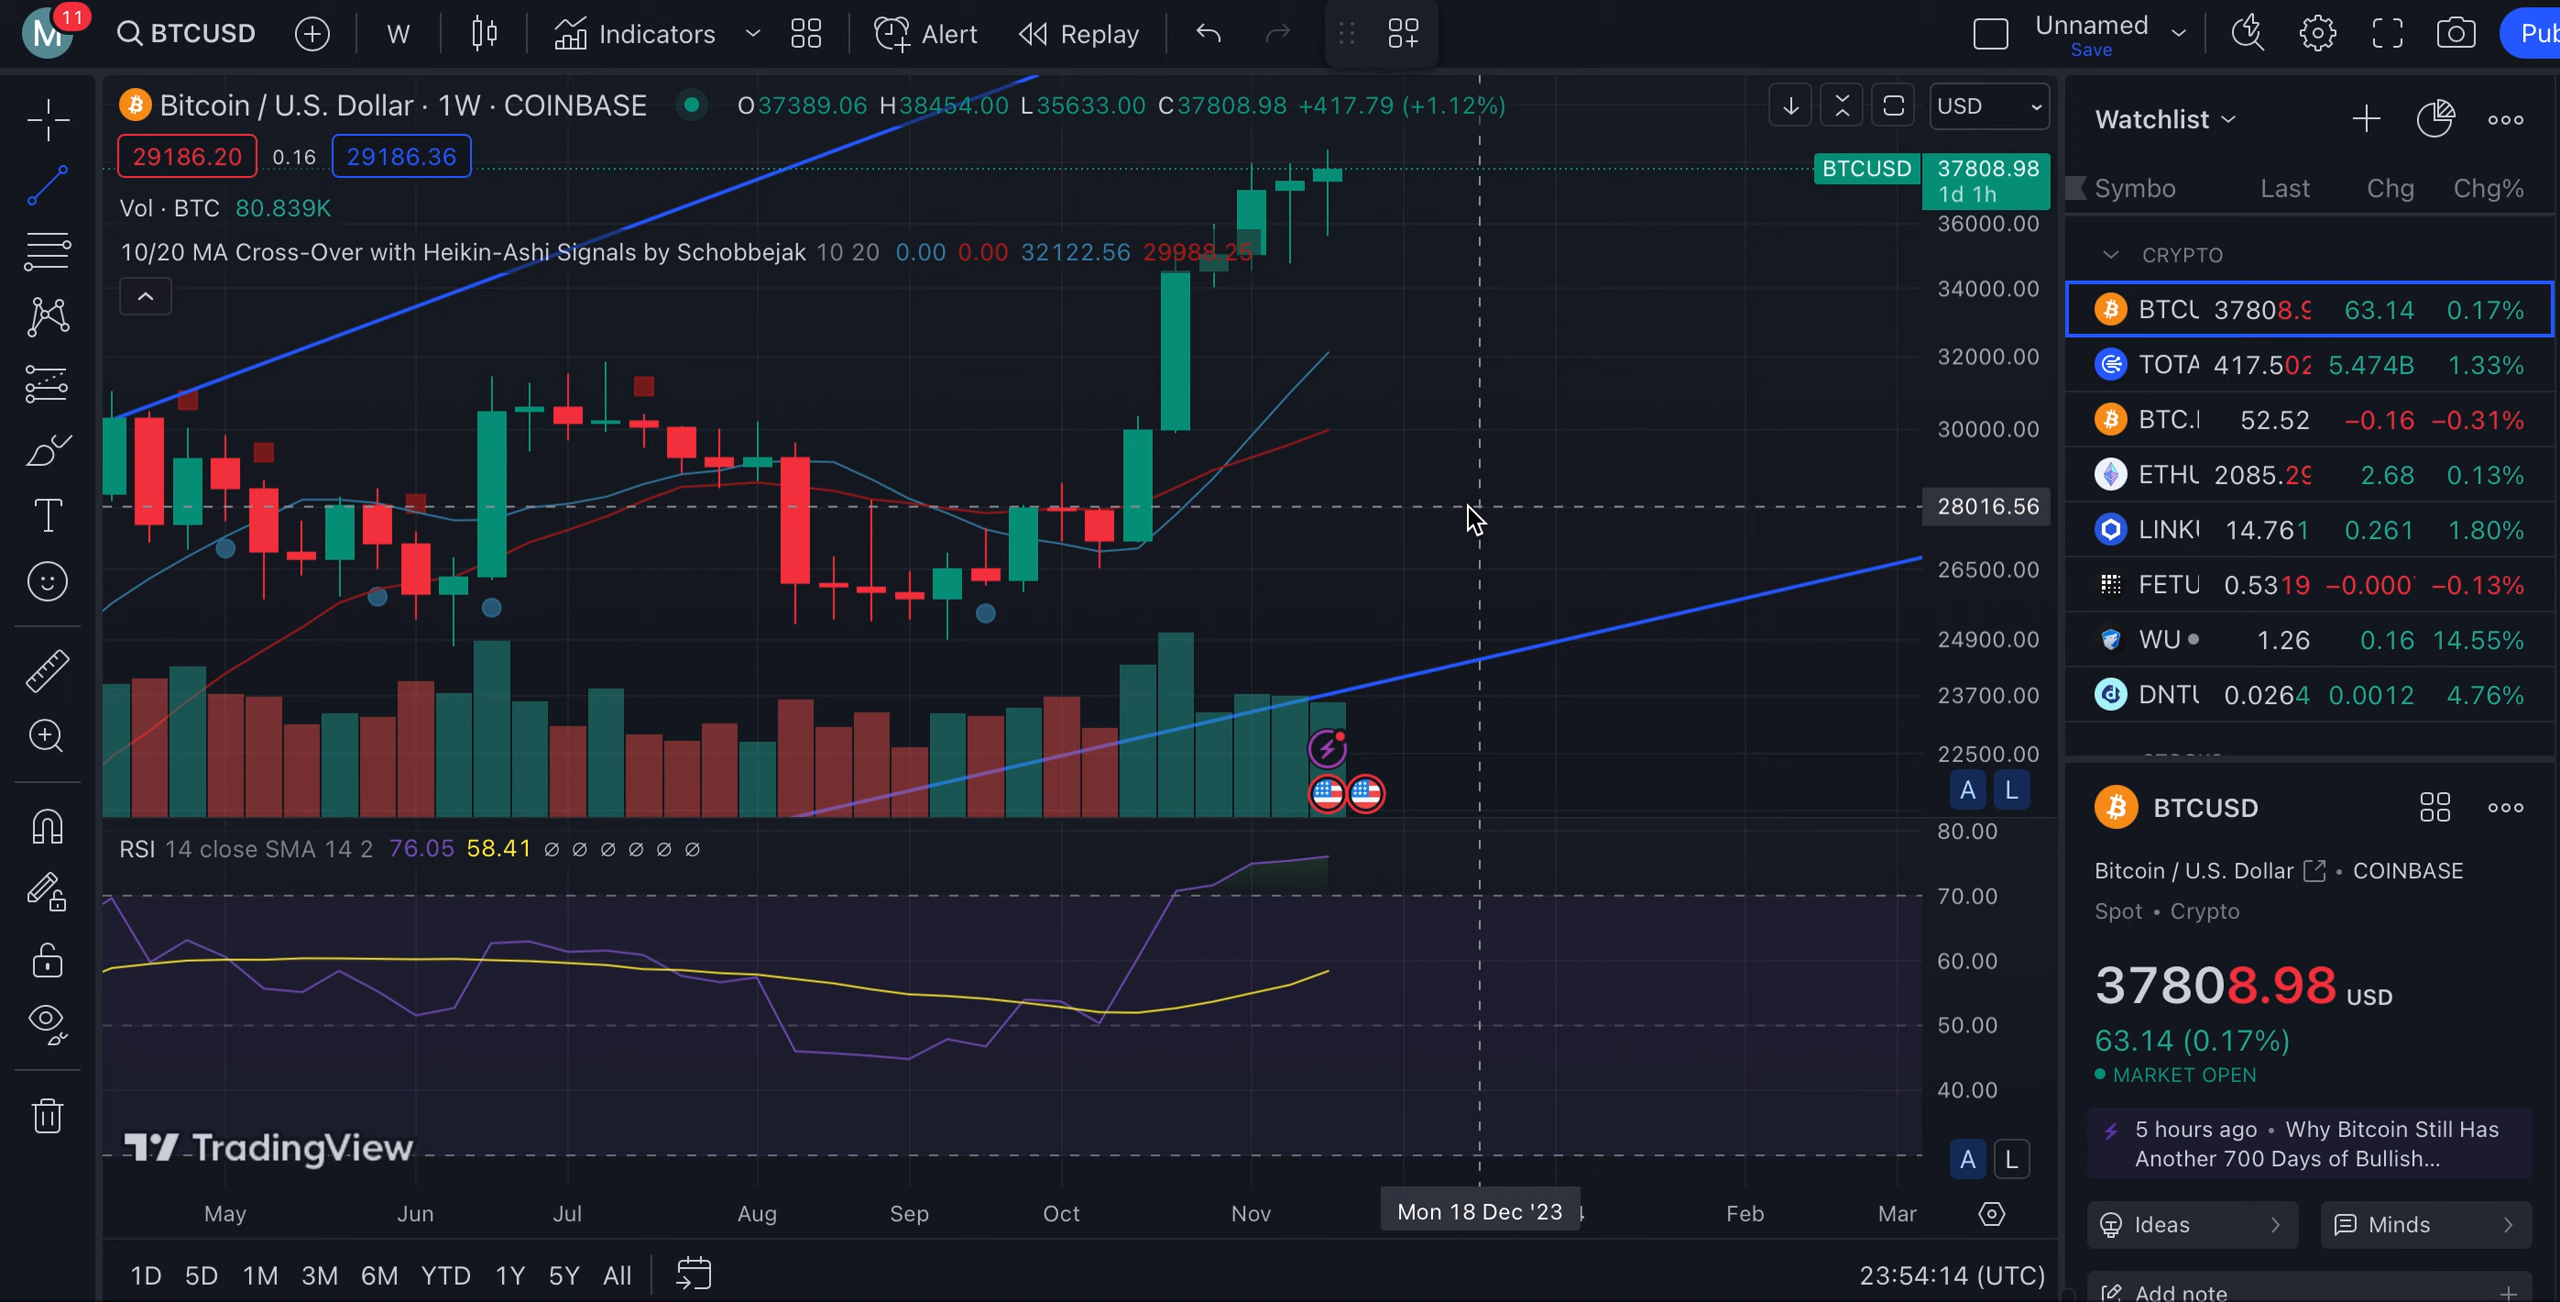 M 11 BTCUSD W Indicators Alert Replay Unnamed
Save
Pub
Bitcoin / U.S. Dollar · 1W · COINBASE O37389.06 H38454.00 L35633.00 C37808.98 +417.79 (+1.12%)
USD
29186.20 0.16 29186.36
Vol · BTC 80.839K
10/20 MA Cross-Over with Heikin-Ashi Signals by Schobbejak 10 20 0.00 0.00 32122.56 29988.25
BTCUSD 37808.98
1d 1h
36000.00
34000.00
32000.00
30000.00
28016.56
26500.00
24900.00
23700.00
22500.00
A L
RSI 14 close SMA 14 2 76.05 58.41 ∅ ∅ ∅ ∅ ∅ ∅
80.00
70.00
60.00
50.00
40.00
TradingView
A L
May Jun Jul Aug Sep Oct Nov Mon 18 Dec '23 Feb Mar
1D 5D 1M 3M 6M YTD 1Y 5Y All
23:54:14 (UTC)
Watchlist
Symbo Last Chg Chg%
CRYPTO
BTCU 37808.9 63.14 0.17%
TOTA 417.502 5.474B 1.33%
BTC.I 52.52 −0.16 −0.31%
ETHU 2085.29 2.68 0.13%
LINKU 14.761 0.261 1.80%
FETU 0.5319 −0.000 −0.13%
WU 1.26 0.16 14.55%
DNTU 0.0264 0.0012 4.76%
BTCUSD
Bitcoin / U.S. Dollar • COINBASE
Spot • Crypto
37808.98 USD
63.14 (0.17%)
MARKET OPEN
5 hours ago • Why Bitcoin Still Has
Another 700 Days of Bullish...
Ideas Minds
Add note